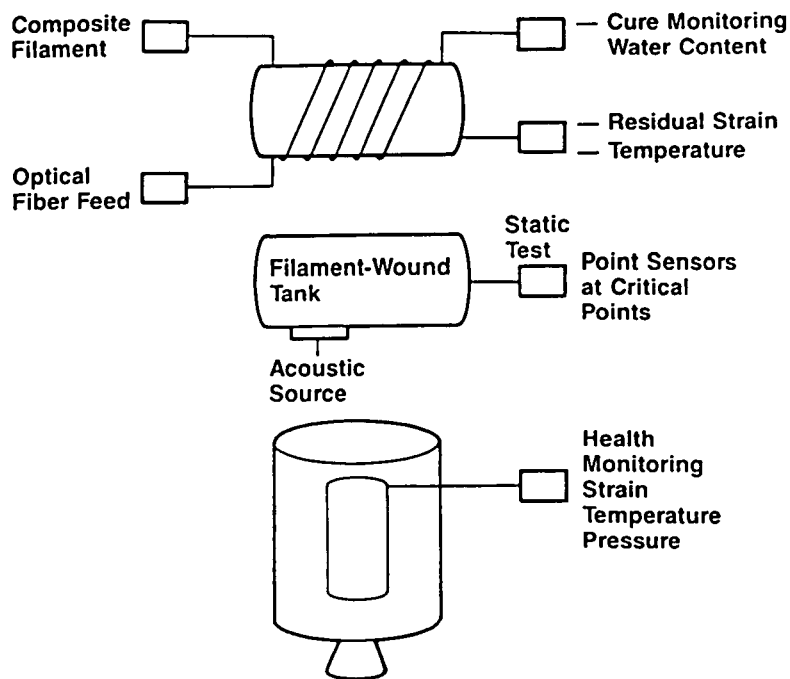 Composite
Filament
— Cure Monitoring
Water Content
— Residual Strain
— Temperature
Optical
Fiber Feed
Static
Test
Filament-Wound
Tank
Point Sensors
at Critical
Points
Acoustic
Source
Health
Monitoring
Strain
Temperature
Pressure